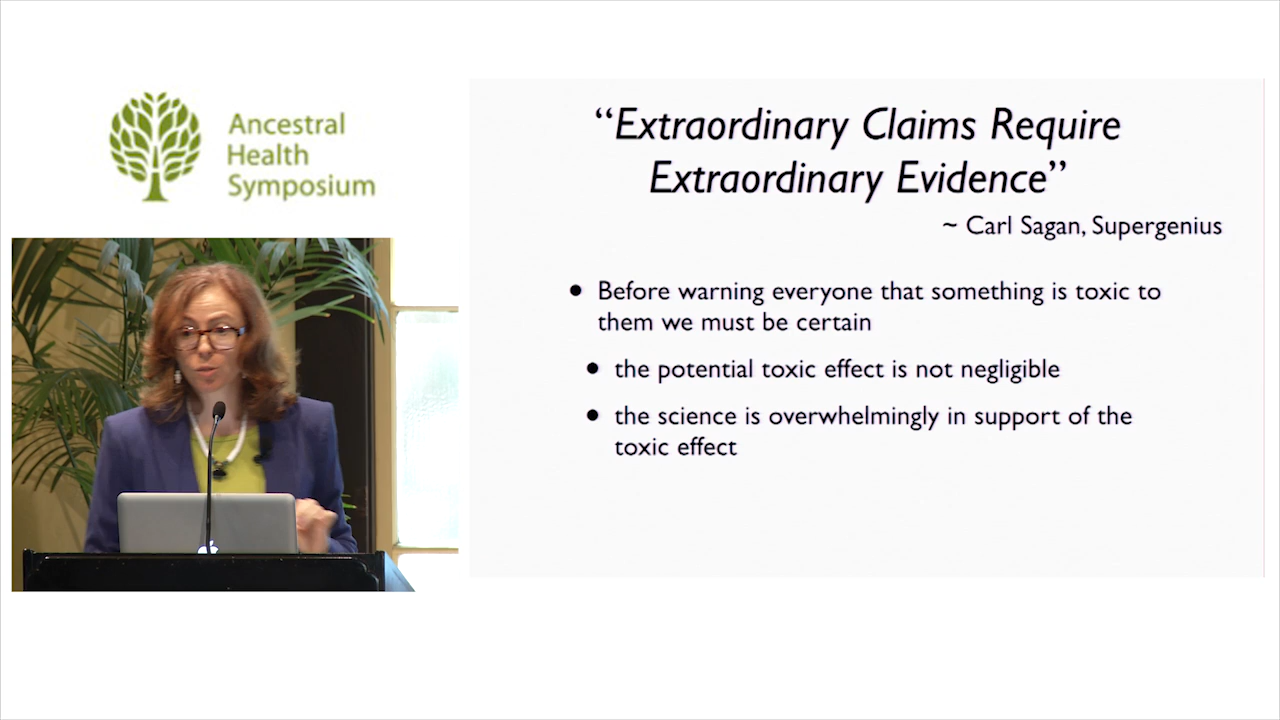 Ancestral
Health
Symposium
“Extraordinary Claims Require
Extraordinary Evidence”
~ Carl Sagan, Supergenius
• Before warning everyone that something is toxic to
them we must be certain
• the potential toxic effect is not negligible
• the science is overwhelmingly in support of the
toxic effect